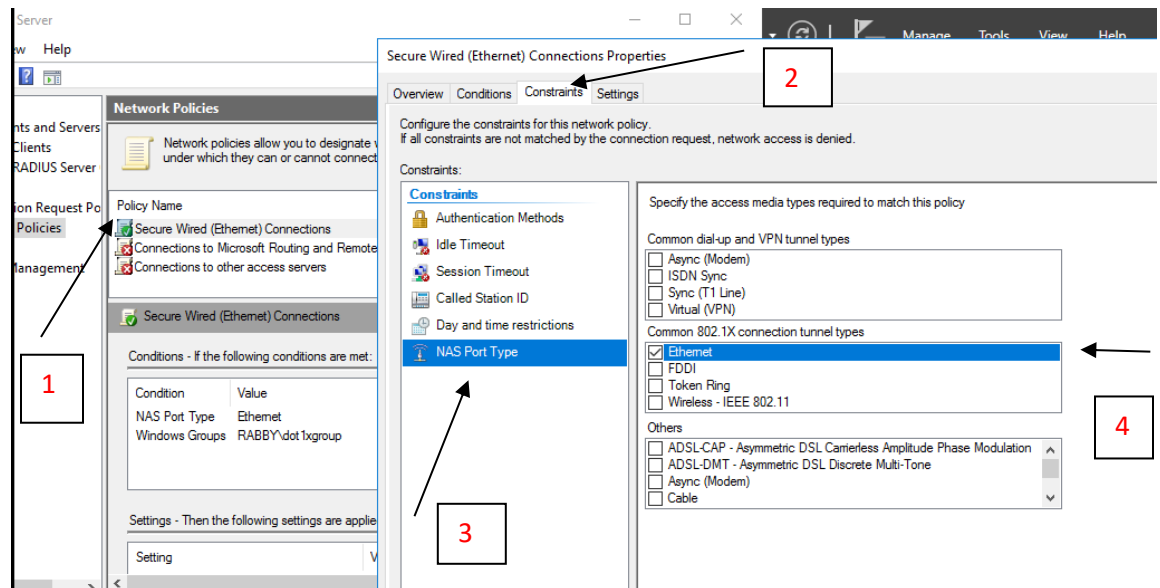 Server
Manage Tools View Help
ew Help
Secure Wired (Ethernet) Connections Properties
2
Overview Conditions Constraints Settings
Network Policies
Configure the constraints for this network policy.
If all constraints are not matched by the connection request, network access is denied.
nts and Servers
Clients
RADIUS Server
ion Request Po
Policies
Management
Network policies allow you to designate
under which they can or cannot connect
Policy Name
Secure Wired (Ethernet) Connections
Connections to Microsoft Routing and Remote
Connections to other access servers
Secure Wired (Ethernet) Connections
Conditions - If the following conditions are met:
Condition Value
NAS Port Type Ethernet
Windows Groups RABBY\dot1xgroup
Settings - Then the following settings are applie
Setting V
1
Constraints:
Constraints
Authentication Methods
Idle Timeout
Session Timeout
Called Station ID
Day and time restrictions
NAS Port Type
3
Specify the access media types required to match this policy
Common dial-up and VPN tunnel types
Async (Modem)
ISDN Sync
Sync (T1 Line)
Virtual (VPN)
Common 802.1X connection tunnel types
Ethernet
FDDI
Token Ring
Wireless - IEEE 802.11
Others
ADSL-CAP - Asymmetric DSL Carrierless Amplitude Phase Modulation
ADSL-DMT - Asymmetric DSL Discrete Multi-Tone
Async (Modem)
Cable
4